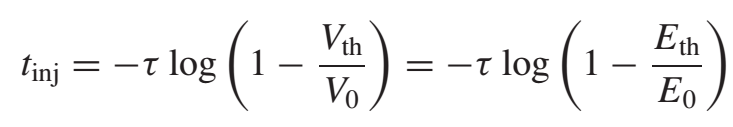 t_inj = −τ log(1 − V_th/V_0) = −τ log(1 − E_th/E_0)